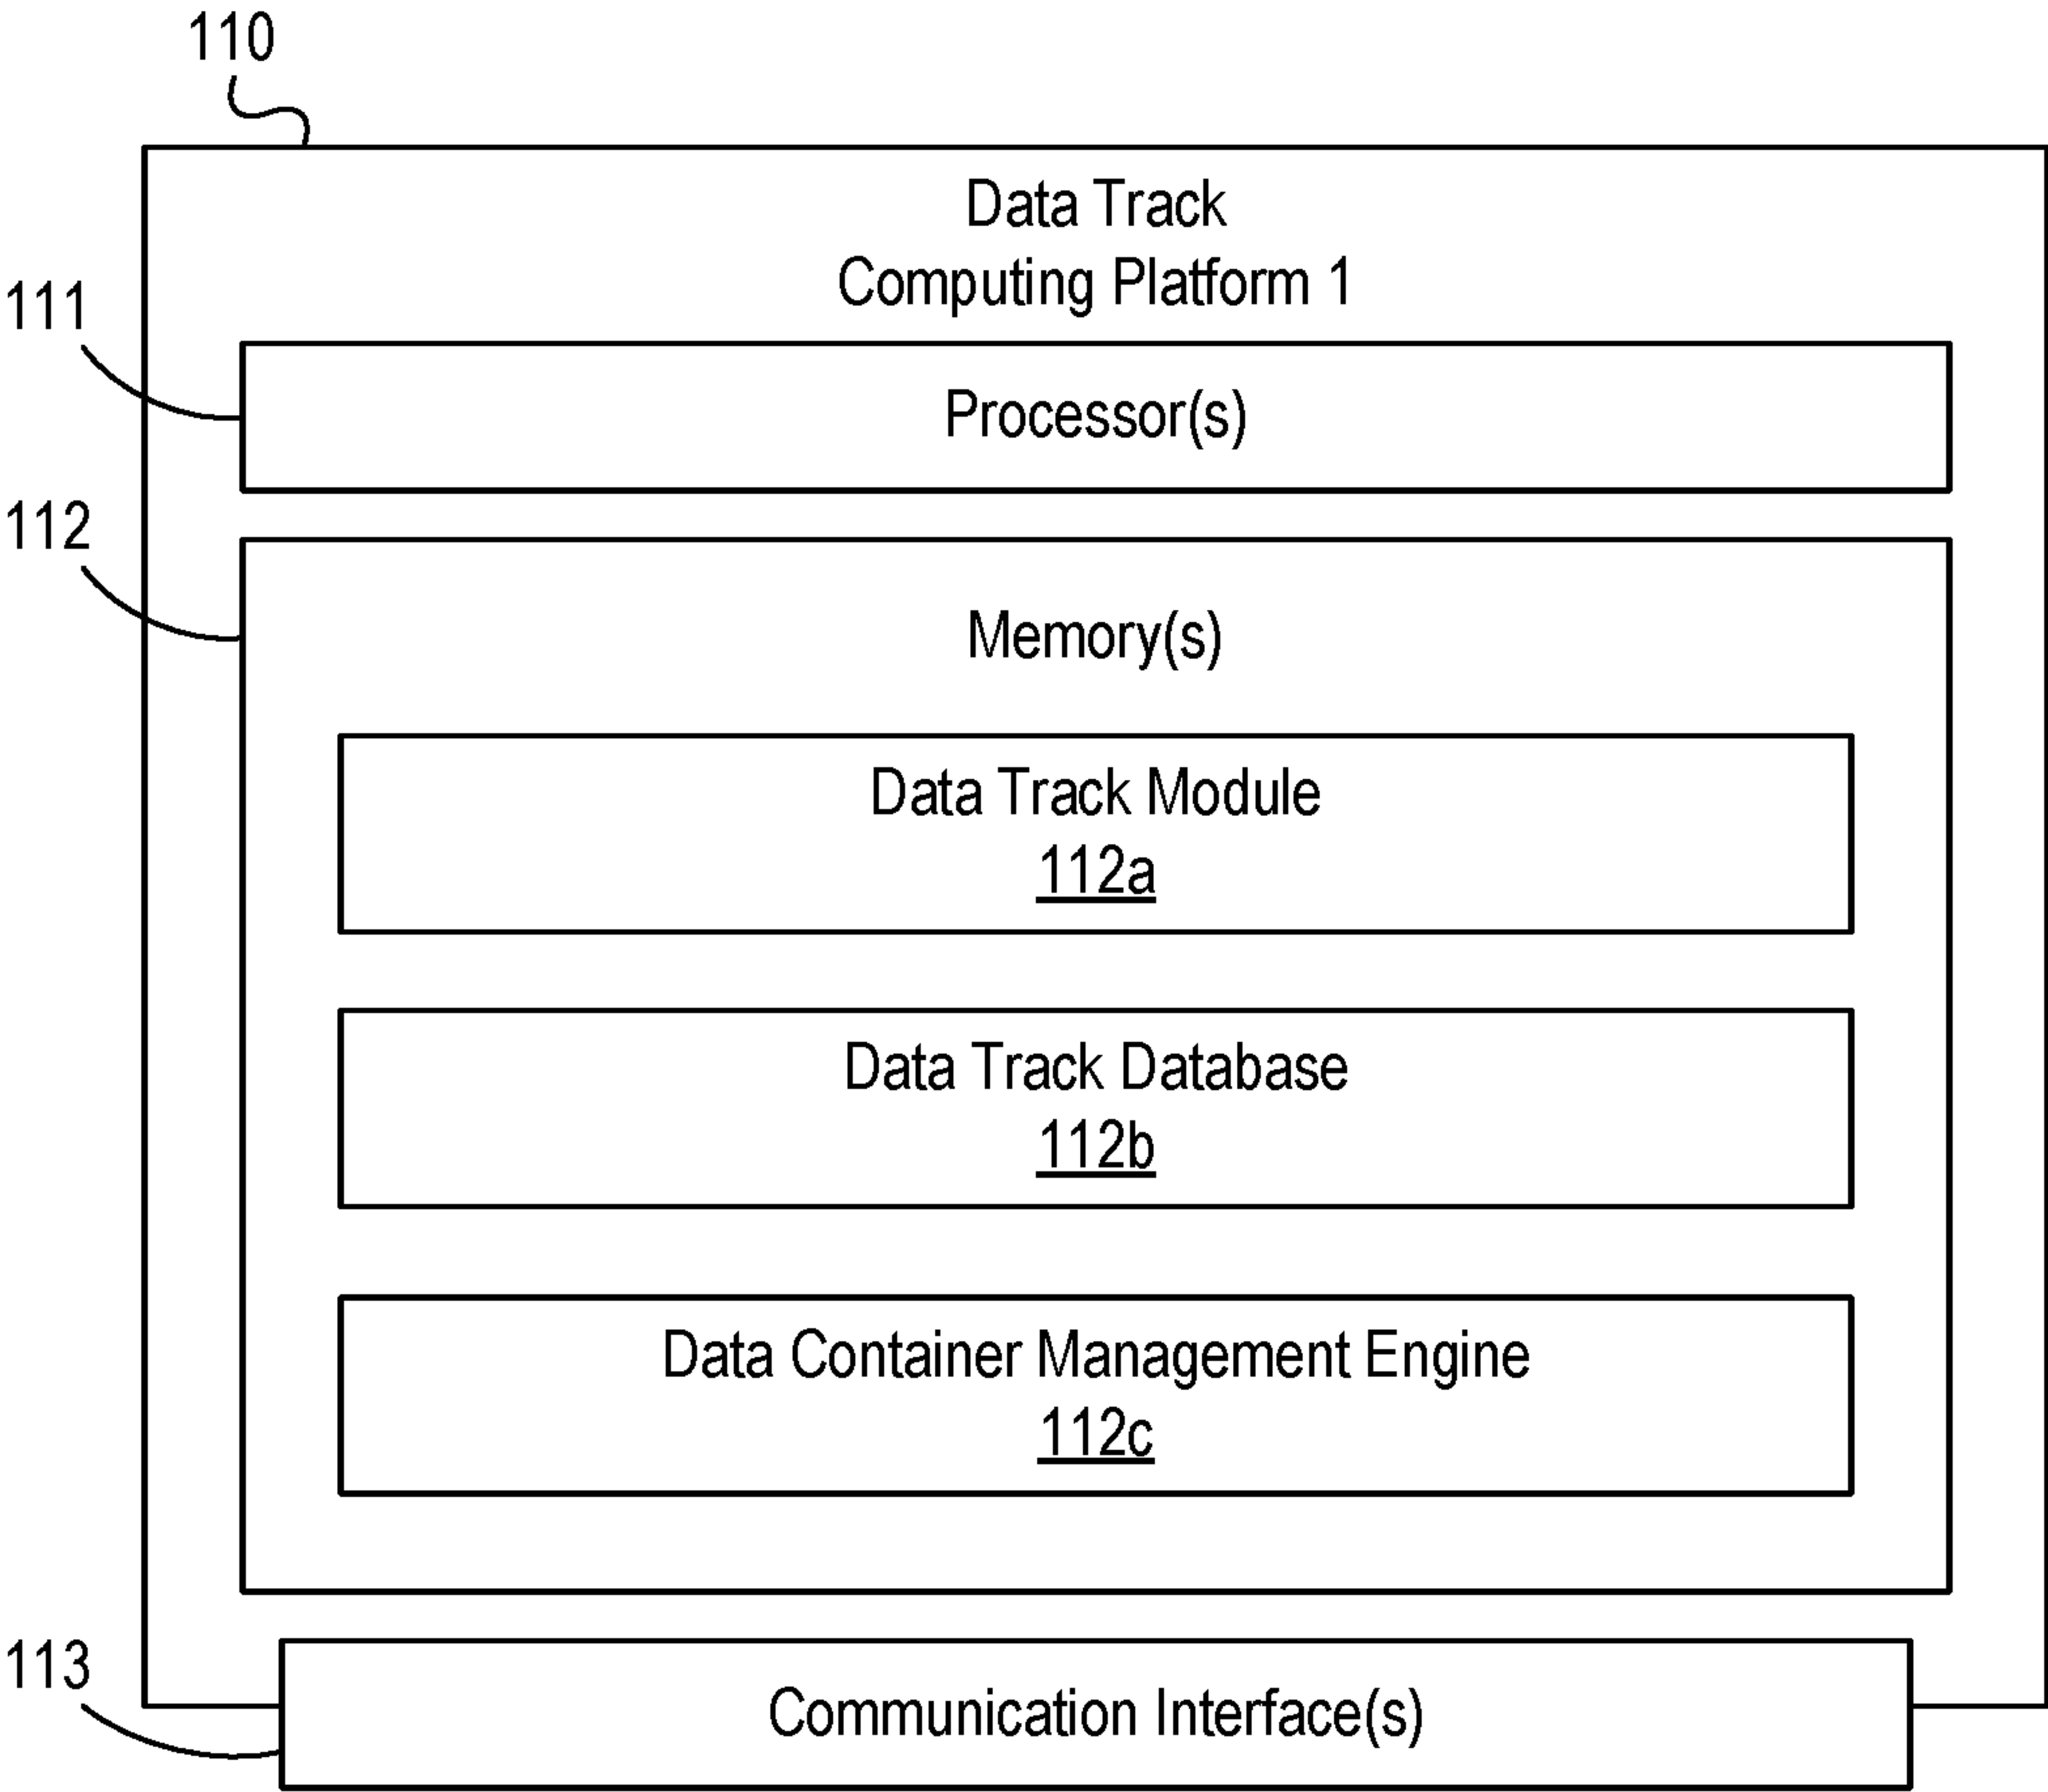 110
Data Track
Computing Platform 1
111
Processor(s)
112
Memory(s)
Data Track Module
112a
Data Track Database
112b
Data Container Management Engine
112c
113
Communication Interface(s)